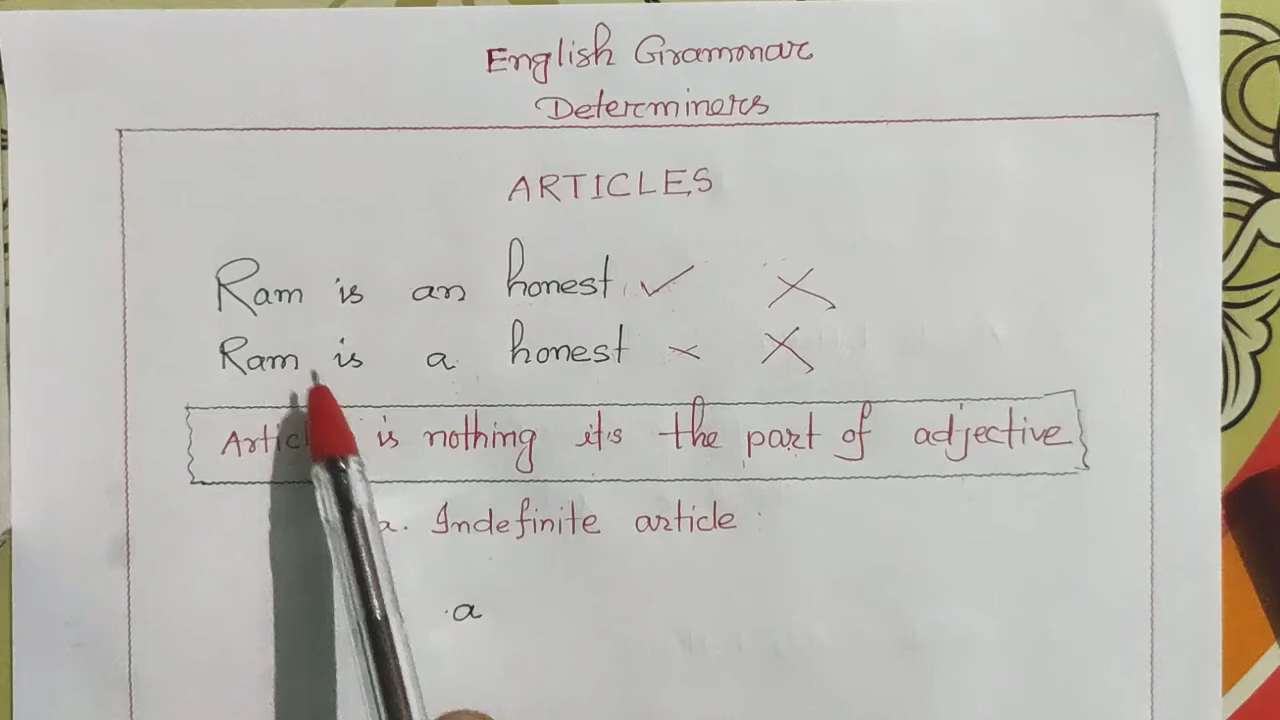 English Grammar
Determiners
ARTICLES
Ram is an honest. ✓ ✗
Ram is a honest × ✗
is nothing it's the part of adjective
a. Indefinite article
a